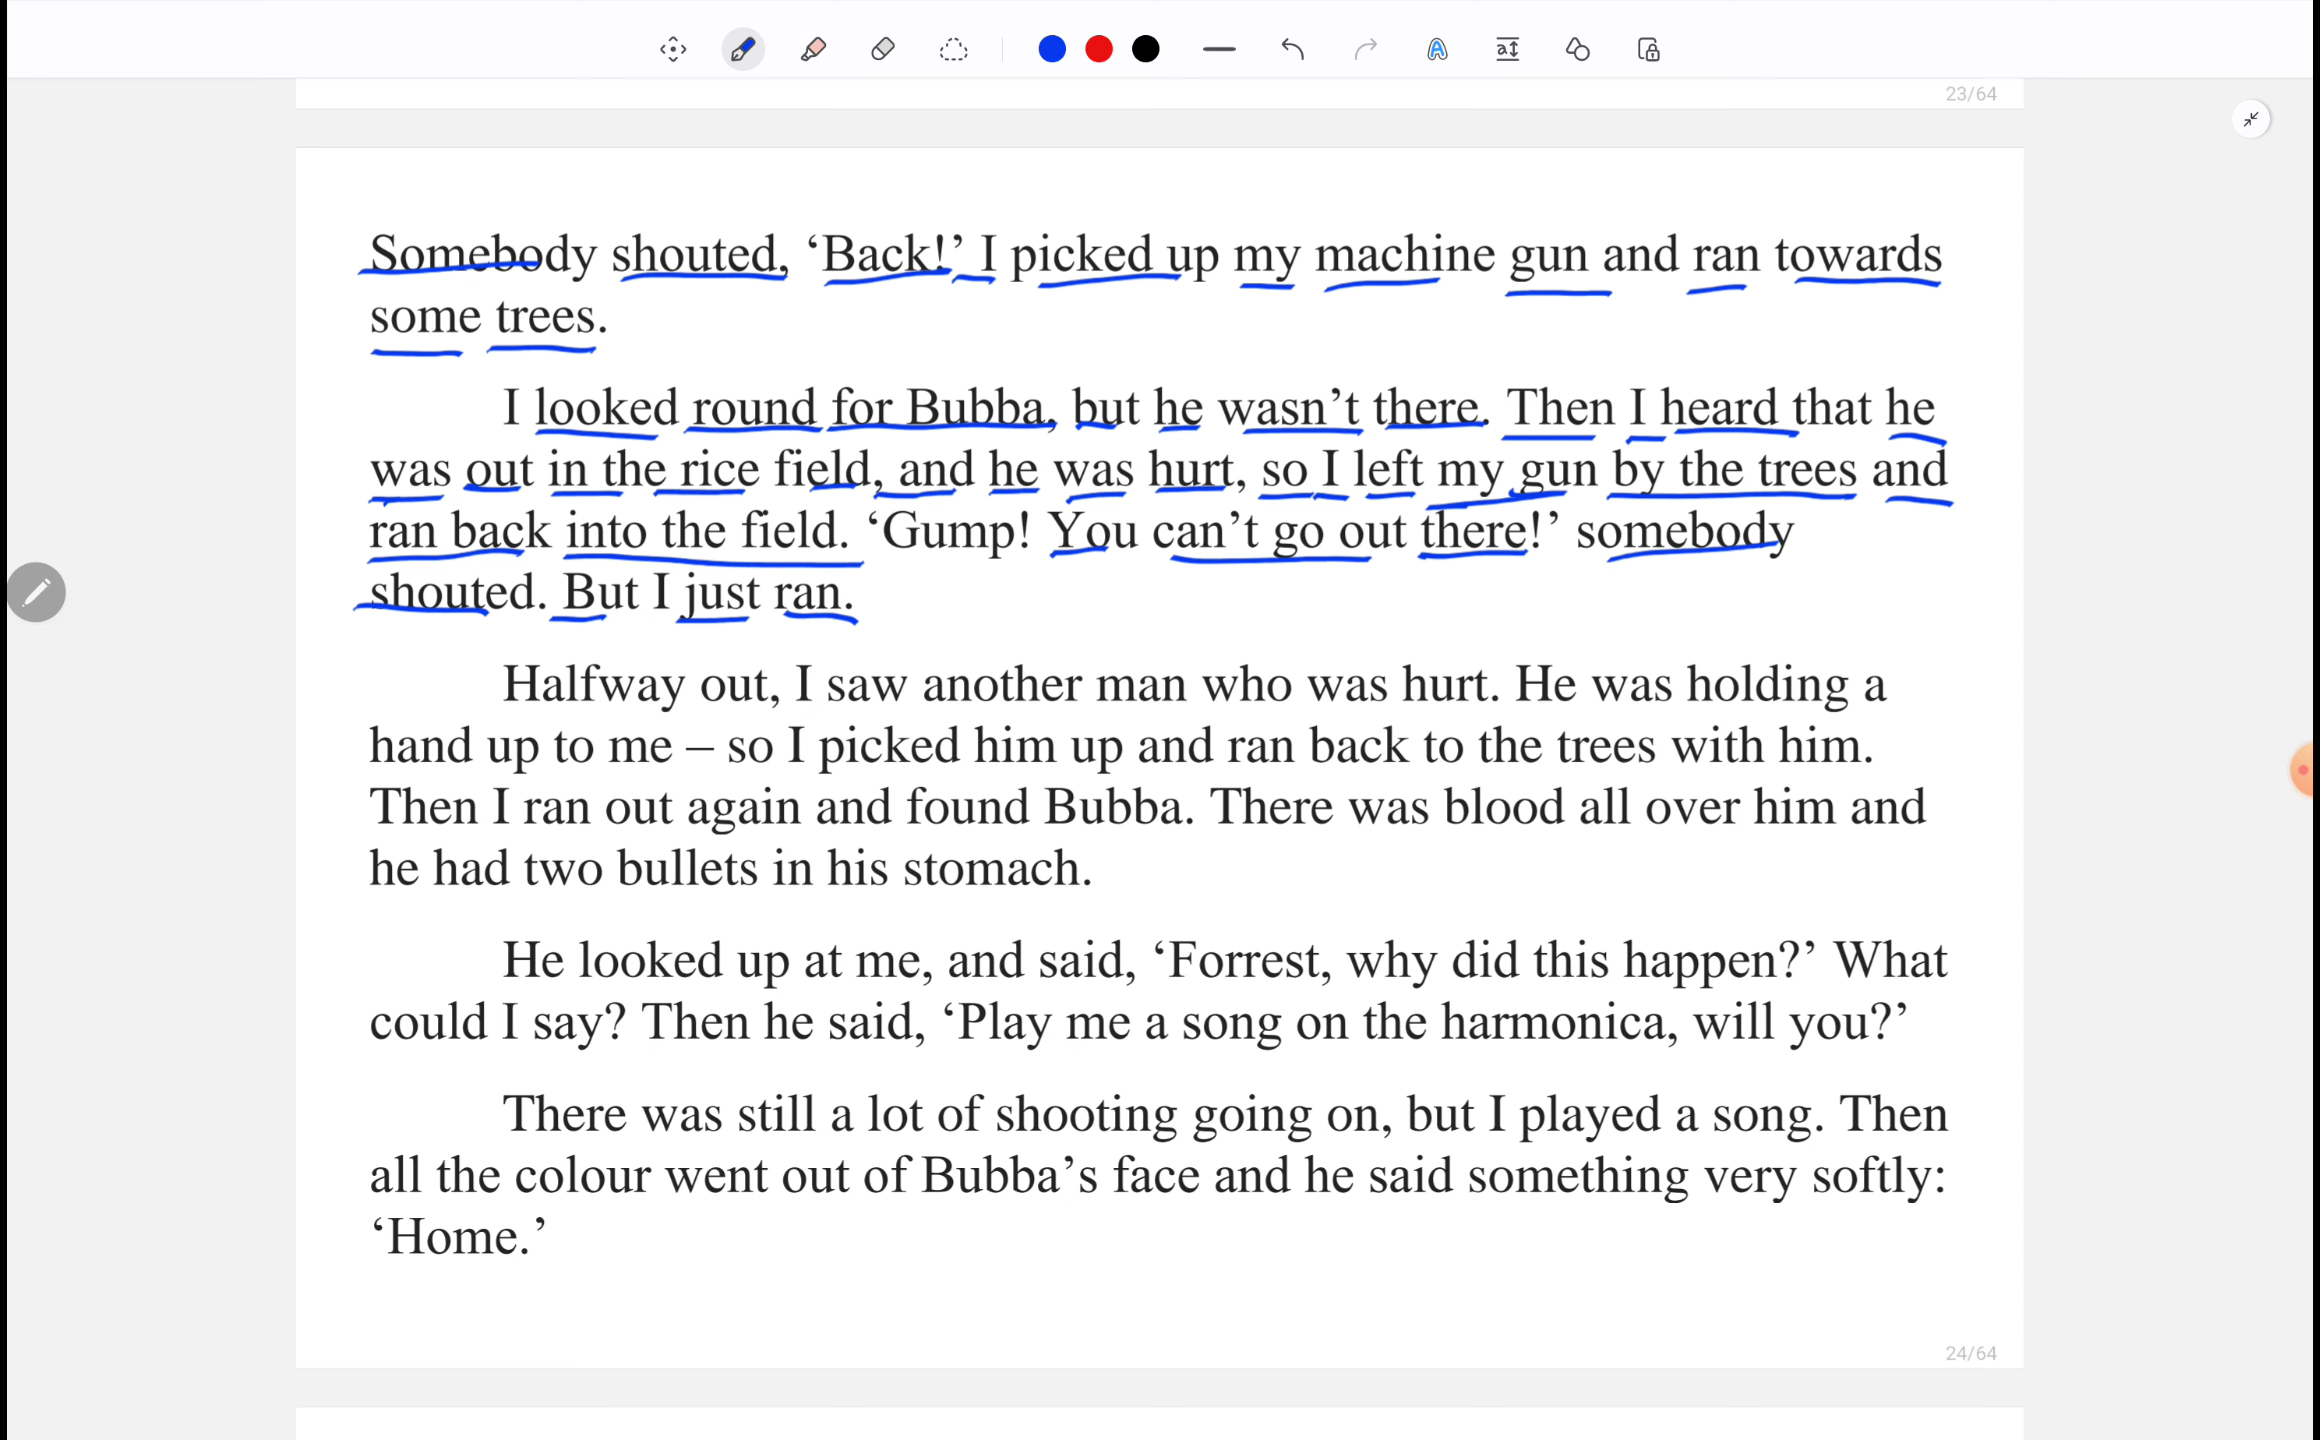 23/64
Somebody shouted, ‘Back!’ I picked up my machine gun and ran towards
some trees.
I looked round for Bubba, but he wasn’t there. Then I heard that he
was out in the rice field, and he was hurt, so I left my gun by the trees and
ran back into the field. ‘Gump! You can’t go out there!’ somebody
shouted. But I just ran.
Halfway out, I saw another man who was hurt. He was holding a
hand up to me – so I picked him up and ran back to the trees with him.
Then I ran out again and found Bubba. There was blood all over him and
he had two bullets in his stomach.
He looked up at me, and said, ‘Forrest, why did this happen?’ What
could I say? Then he said, ‘Play me a song on the harmonica, will you?’
There was still a lot of shooting going on, but I played a song. Then
all the colour went out of Bubba’s face and he said something very softly:
‘Home.’
24/64